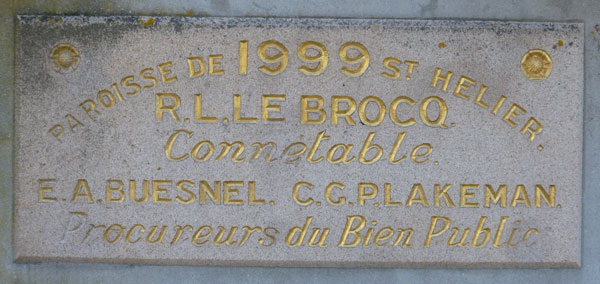 PAROISSE DE 1999 ST HELIER.
R.L.LE BROCQ.
Connétable.
E.A.BUESNEL. C.G.P.LAKEMAN.
Procureurs du Bien Public